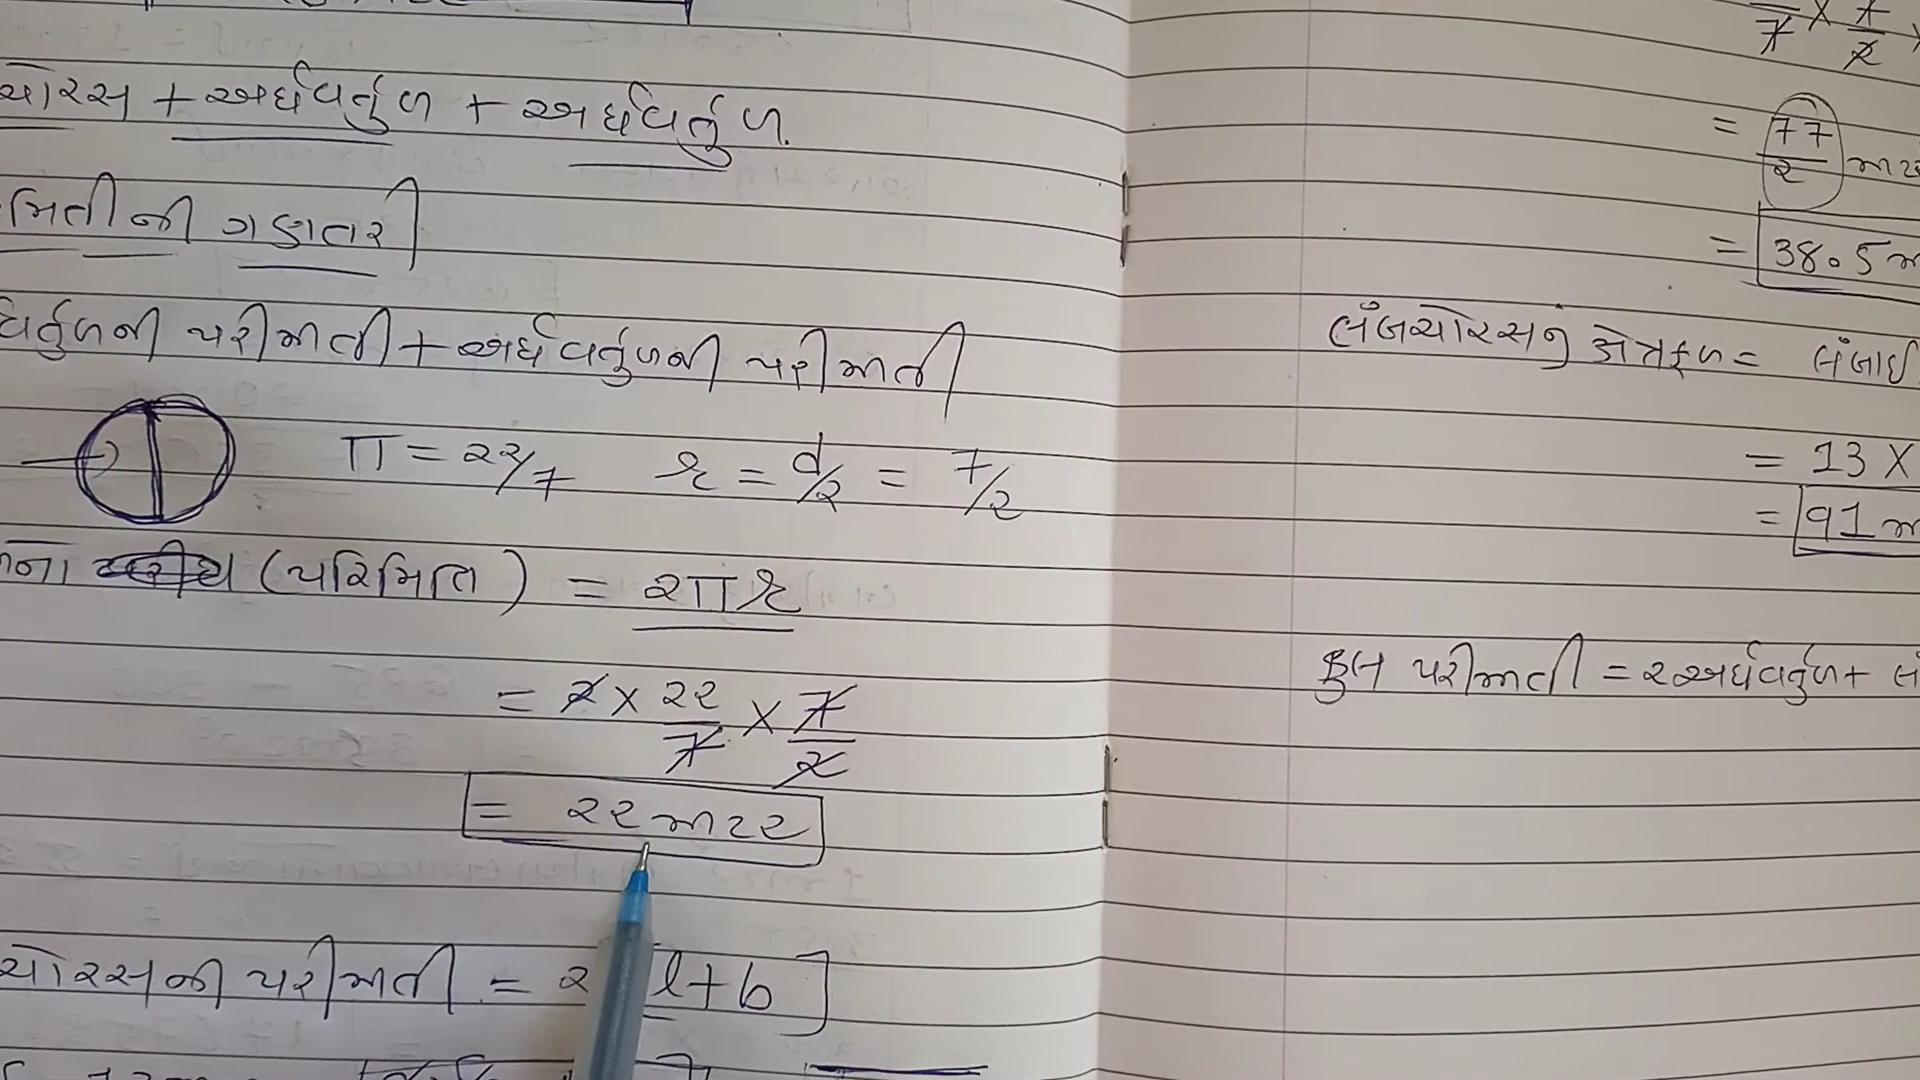 ચોરસ + અર્ધવર્તુળ + અર્ધવર્તુળ.
મિતીની ગણતરી
વર્તુળની પરીમાતી + અર્ધવર્તુળની પરીમાતી
π = 22/7 r = d/2 = 7/2
ના (પરિમિતિ) = 2πr
= 2 × 22/7 × 7/2
= 22 માટર
ચોરસની પરીમાતી = 2 [l + b]
= 77/2
= 38.5 મ
લંબચોરસનું ક્ષેત્રફળ = લંબાઈ
= 13 ×
= 91 મ
કુલ પરીમાતી = 2 અર્ધવર્તુળ + લં